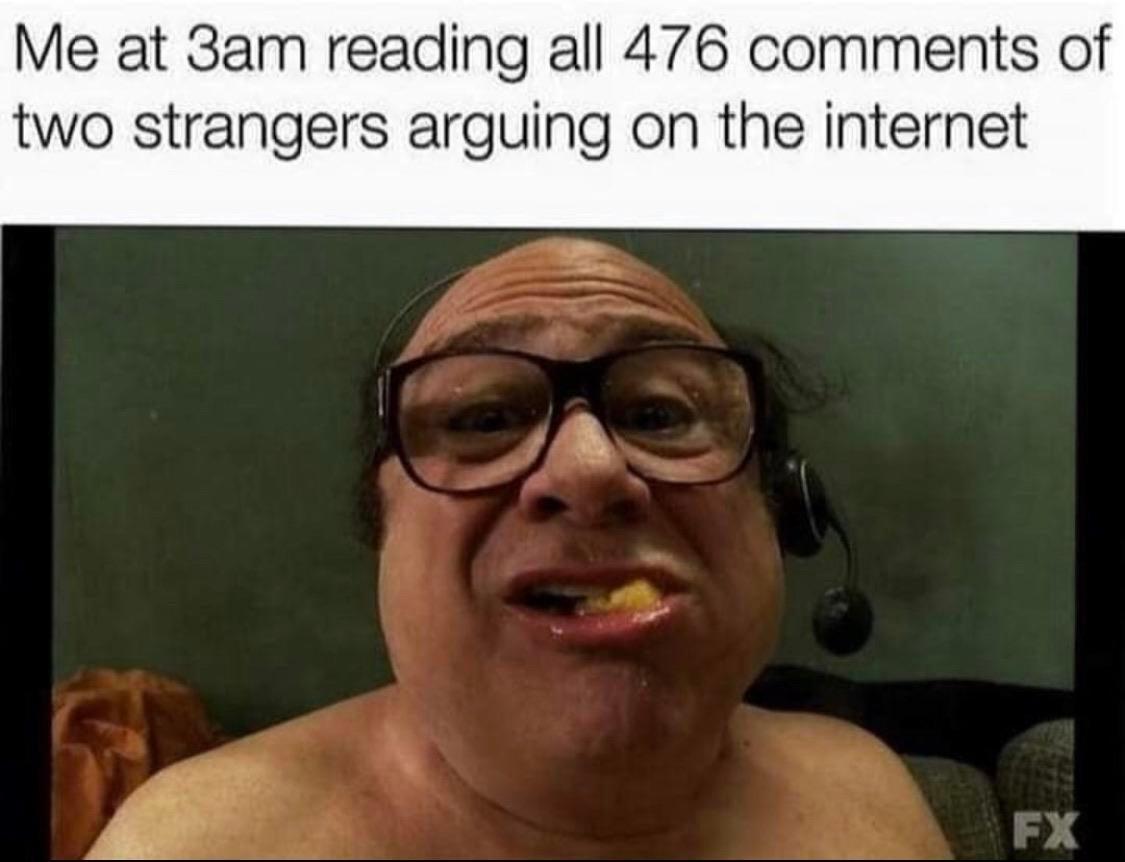 Me at 3am reading all 476 comments of
two strangers arguing on the internet
FX